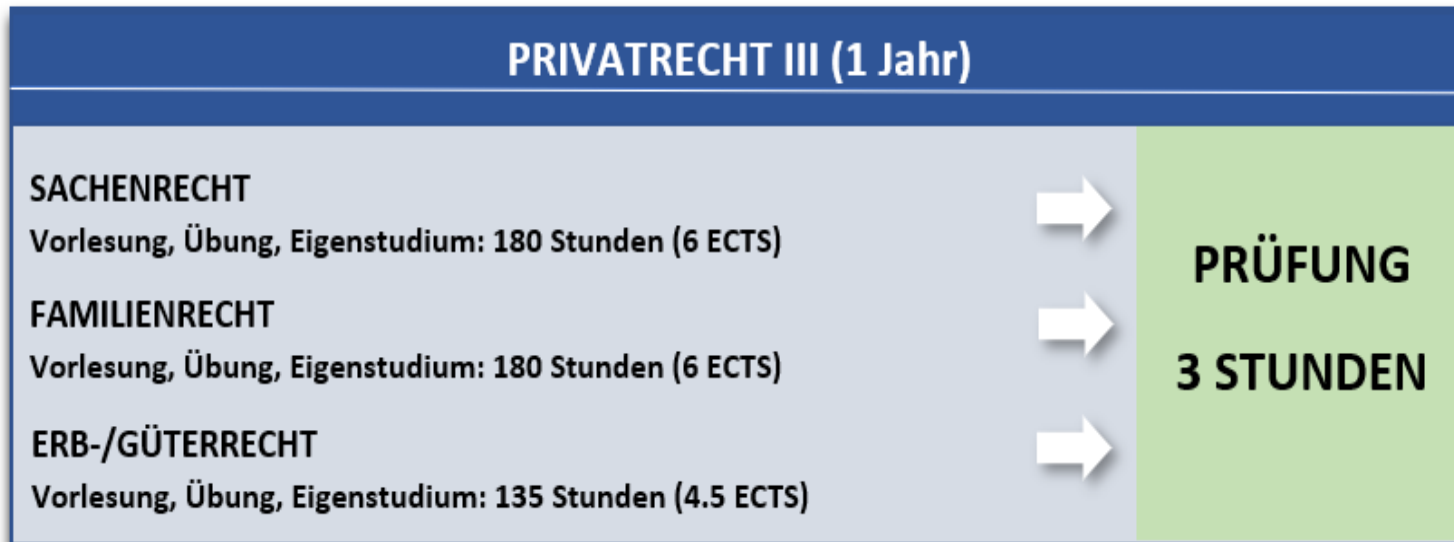 PRIVATRECHT III (1 Jahr)
SACHENRECHT
Vorlesung, Übung, Eigenstudium: 180 Stunden (6 ECTS)
FAMILIENRECHT
Vorlesung, Übung, Eigenstudium: 180 Stunden (6 ECTS)
ERB-/GÜTERRECHT
Vorlesung, Übung, Eigenstudium: 135 Stunden (4.5 ECTS)
PRÜFUNG
3 STUNDEN